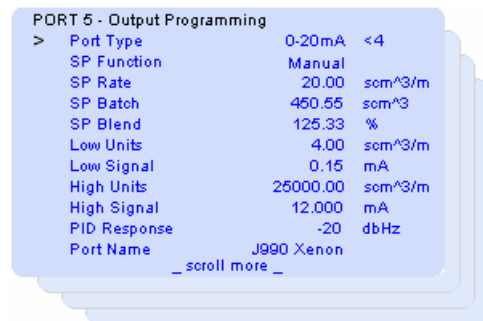 PORT 5 - Output Programming
> Port Type 0-20mA <4
SP Function Manual
SP Rate 20.00 scm^3/m
SP Batch 450.55 scm^3
SP Blend 125.33 %
Low Units 4.00 scm^3/m
Low Signal 0.15 mA
High Units 25000.00 scm^3/m
High Signal 12.000 mA
PID Response -20 dbHz
Port Name J990 Xenon
_ scroll more _